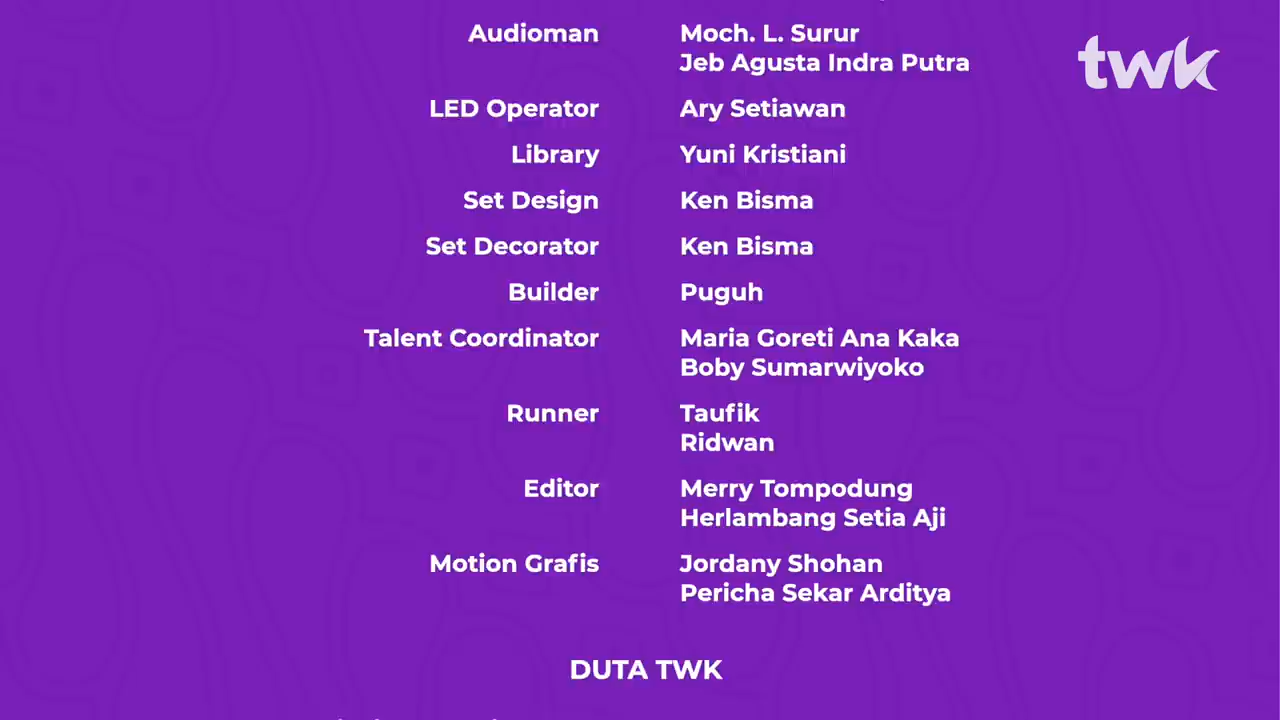 twk
Audioman Moch. L. Surur
Jeb Agusta Indra Putra
LED Operator Ary Setiawan
Library Yuni Kristiani
Set Design Ken Bisma
Set Decorator Ken Bisma
Builder Puguh
Talent Coordinator Maria Goreti Ana Kaka
Boby Sumarwiyoko
Runner Taufik
Ridwan
Editor Merry Tompodung
Herlambang Setia Aji
Motion Grafis Jordany Shohan
Pericha Sekar Arditya
DUTA TWK